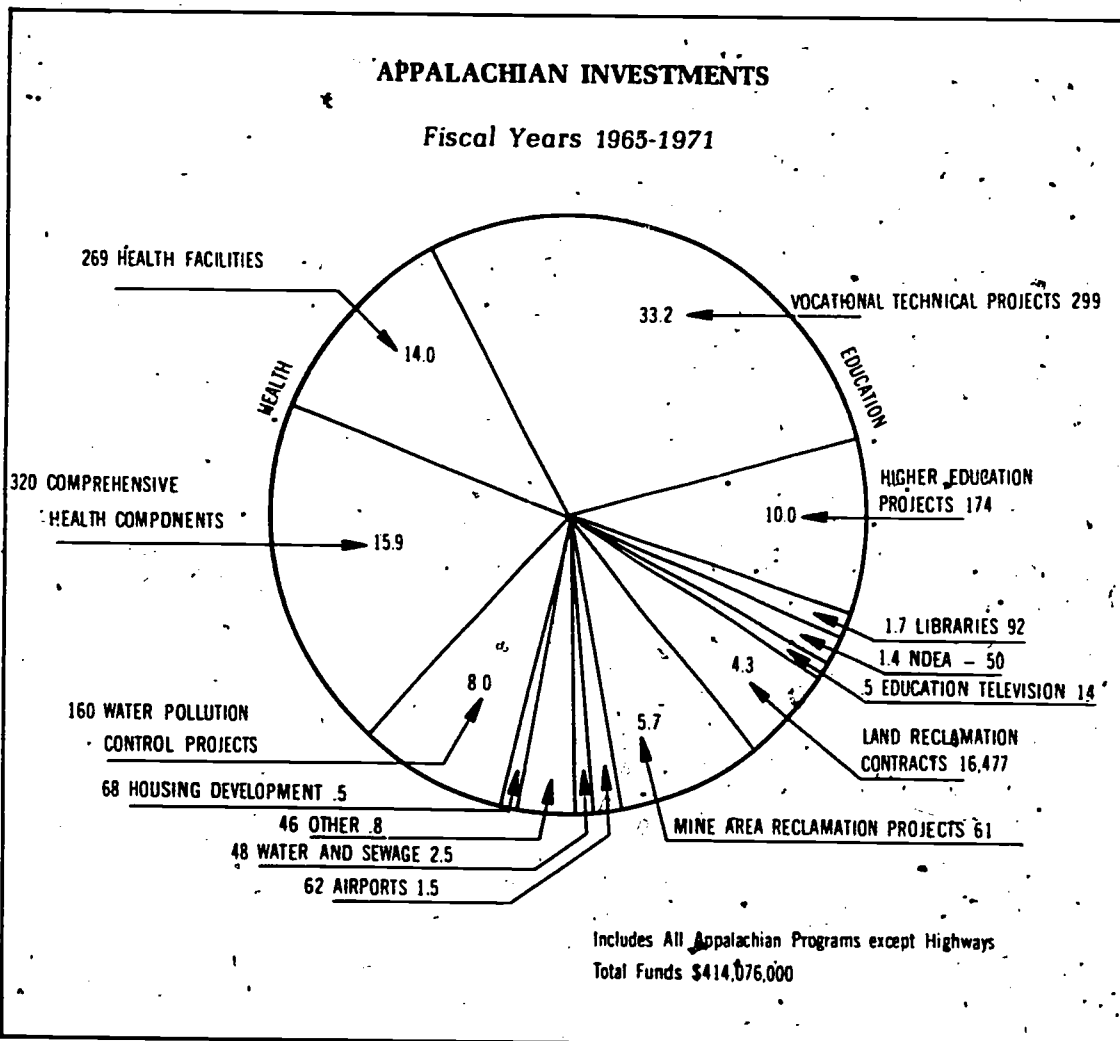 APPALACHIAN INVESTMENTS
Fiscal Years 1965-1971
269 HEALTH FACILITIES
14.0
33.2
VOCATIONAL TECHNICAL PROJECTS 299
HEALTH
EDUCATION
320 COMPREHENSIVE
HEALTH COMPONENTS
15.9
10.0
HIGHER EDUCATION
PROJECTS 174
1.7 LIBRARIES 92
1.4 NDEA - 50
.5 EDUCATION TELEVISION 14
4.3
LAND RECLAMATION
CONTRACTS 16,477
5.7
MINE AREA RECLAMATION PROJECTS 61
8.0
160 WATER POLLUTION
CONTROL PROJECTS
68 HOUSING DEVELOPMENT .5
46 OTHER .8
48 WATER AND SEWAGE 2.5
62 AIRPORTS 1.5
Includes All Appalachian Programs except Highways
Total Funds $414,076,000